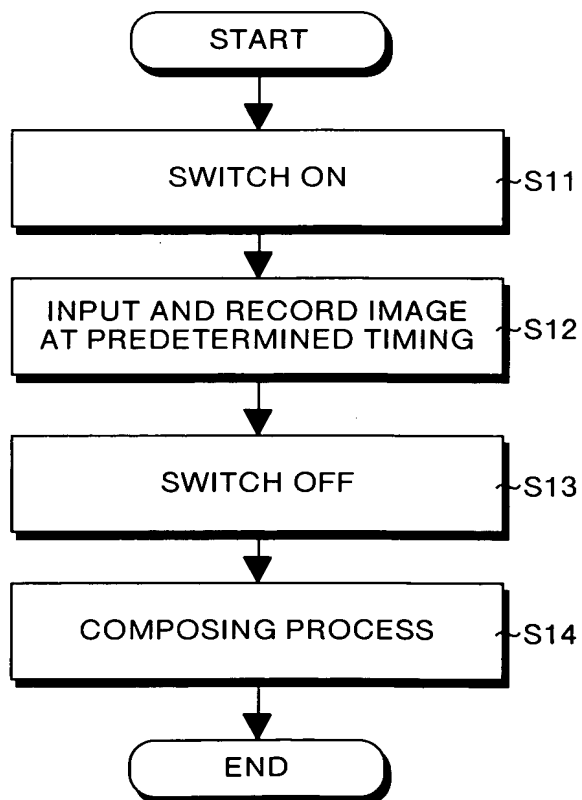 START
SWITCH ON
S11
INPUT AND RECORD IMAGE
AT PREDETERMINED TIMING
S12
SWITCH OFF
S13
COMPOSING PROCESS
S14
END